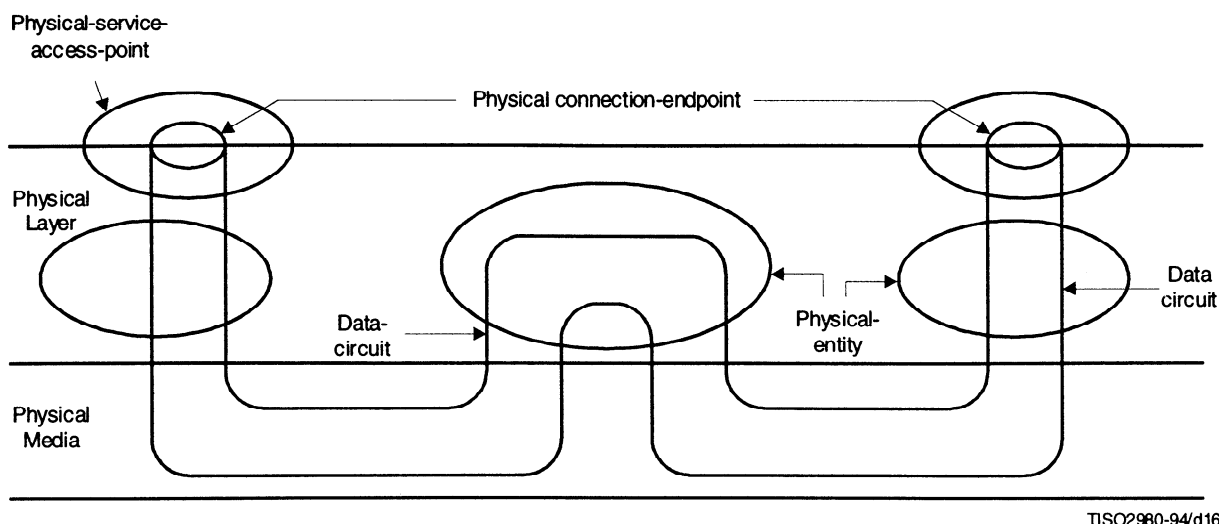 Physical-service-
access-point
Physical connection-endpoint
Physical
Layer
Data-
circuit
Physical-
entity
Data
circuit
Physical
Media
TISO2980-94/d16